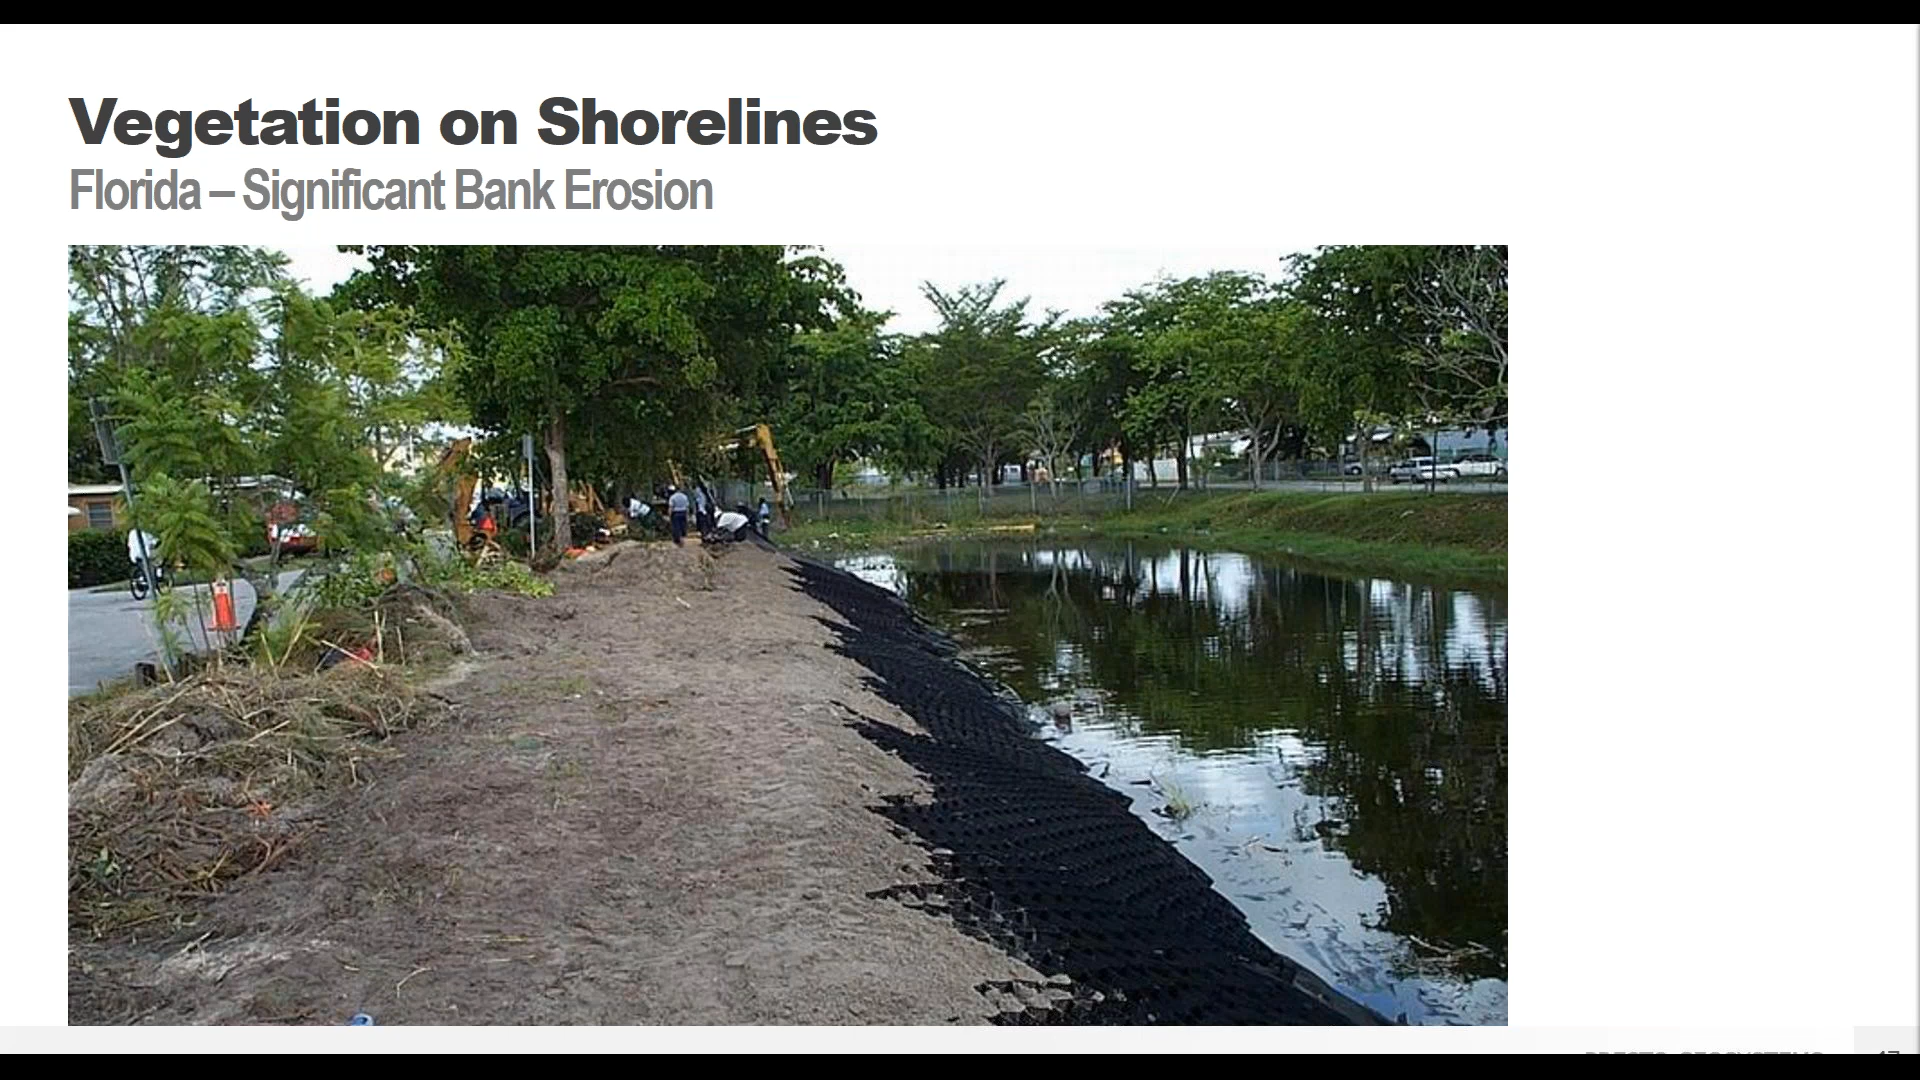 Vegetation on Shorelines
Florida – Significant Bank Erosion